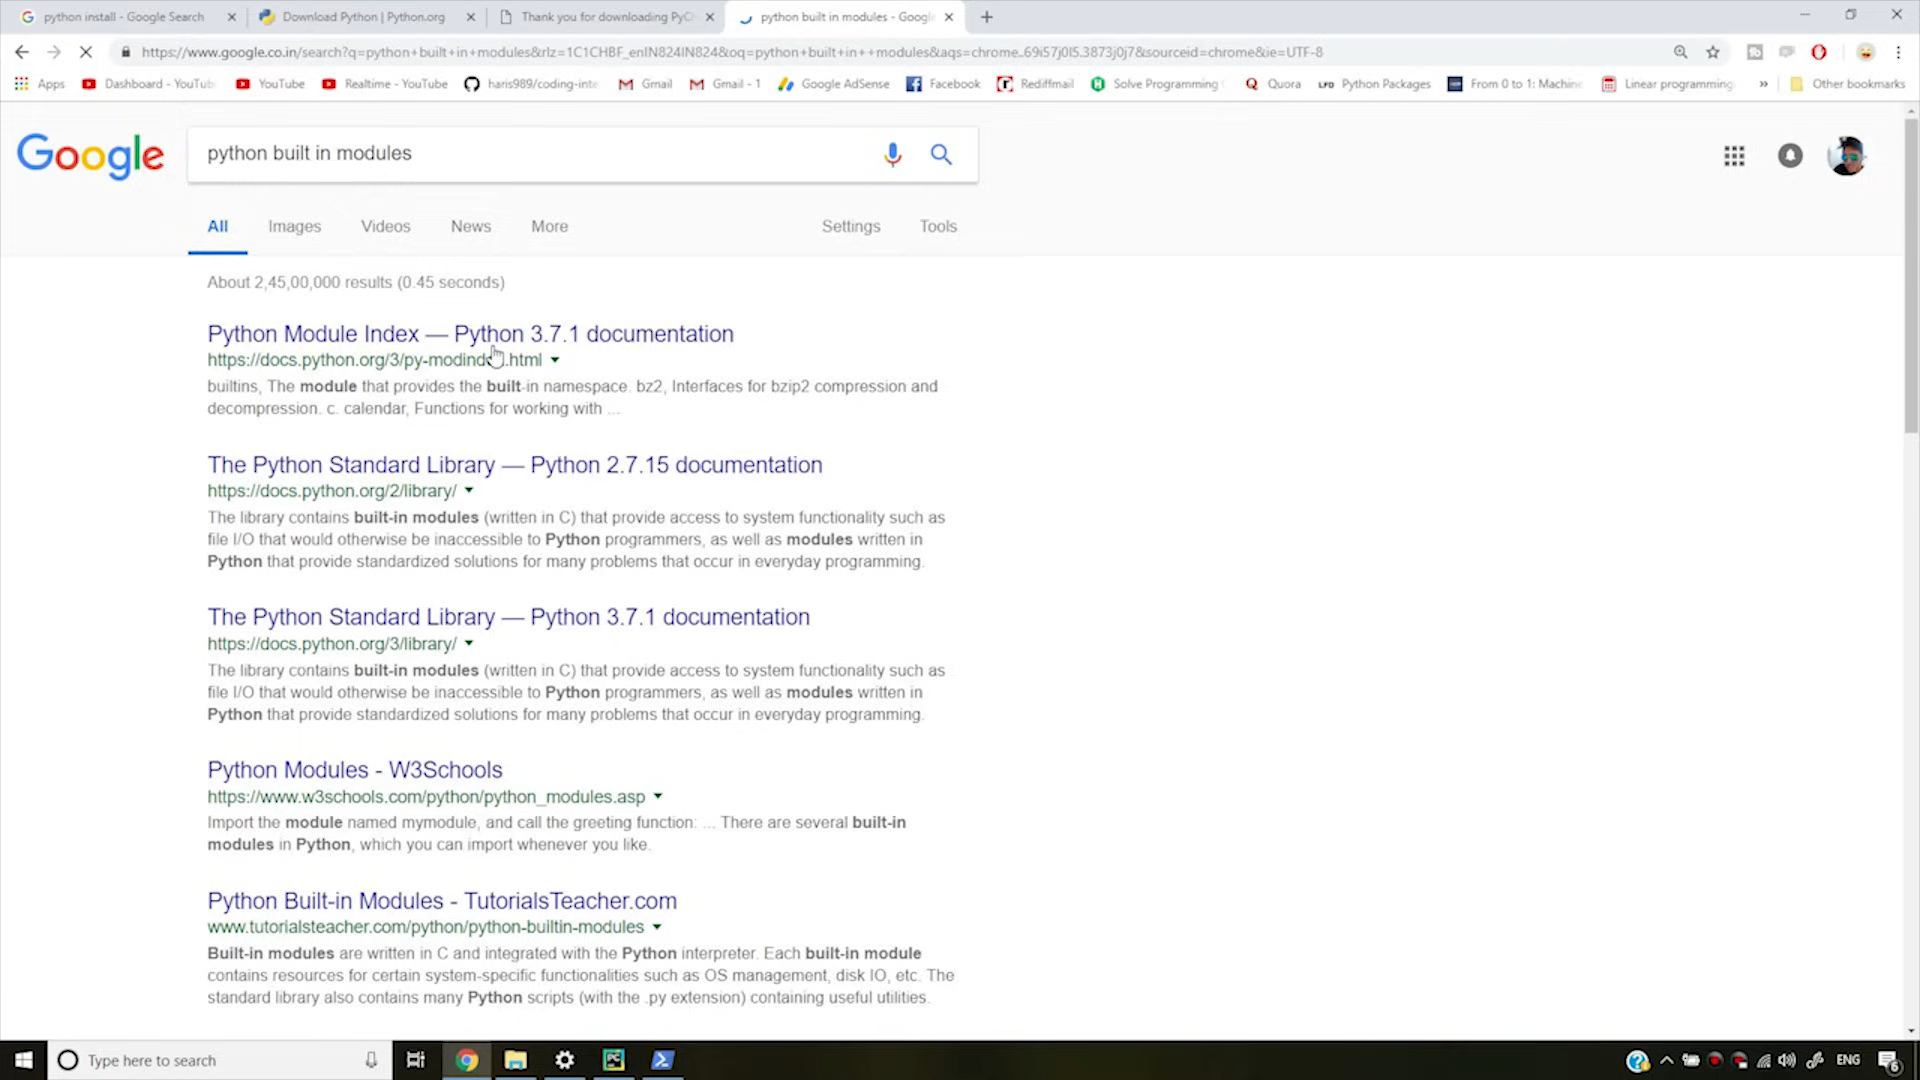 python install - Google Search
Download Python | Python.org
Thank you for downloading PyCh
python built in modules - Google
https://www.google.co.in/search?q=python+built+in+modules&rlz=1C1CHBF_enIN824IN824&oq=python+built+in++modules&aqs=chrome..69i57j0l5.3873j0j7&sourceid=chrome&ie=UTF-8
Apps Dashboard - YouTub YouTube Realtime - YouTube haris989/coding-inte Gmail Gmail - 1 Google AdSense Facebook Rediffmail Solve Programming Quora LFD Python Packages From 0 to 1: Machin Linear programming » Other bookmarks
Google
python built in modules
All Images Videos News More Settings Tools
About 2,45,00,000 results (0.45 seconds)
Python Module Index — Python 3.7.1 documentation
https://docs.python.org/3/py-modind .html
builtins, The module that provides the built-in namespace. bz2, Interfaces for bzip2 compression and
decompression. c. calendar, Functions for working with ...
The Python Standard Library — Python 2.7.15 documentation
https://docs.python.org/2/library/
The library contains built-in modules (written in C) that provide access to system functionality such as
file I/O that would otherwise be inaccessible to Python programmers, as well as modules written in
Python that provide standardized solutions for many problems that occur in everyday programming.
The Python Standard Library — Python 3.7.1 documentation
https://docs.python.org/3/library/
The library contains built-in modules (written in C) that provide access to system functionality such as
file I/O that would otherwise be inaccessible to Python programmers, as well as modules written in
Python that provide standardized solutions for many problems that occur in everyday programming.
Python Modules - W3Schools
https://www.w3schools.com/python/python_modules.asp
Import the module named mymodule, and call the greeting function: ... There are several built-in
modules in Python, which you can import whenever you like.
Python Built-in Modules - TutorialsTeacher.com
www.tutorialsteacher.com/python/python-builtin-modules
Built-in modules are written in C and integrated with the Python interpreter. Each built-in module
contains resources for certain system-specific functionalities such as OS management, disk IO, etc. The
standard library also contains many Python scripts (with the .py extension) containing useful utilities.
Type here to search
PC
ENG
6